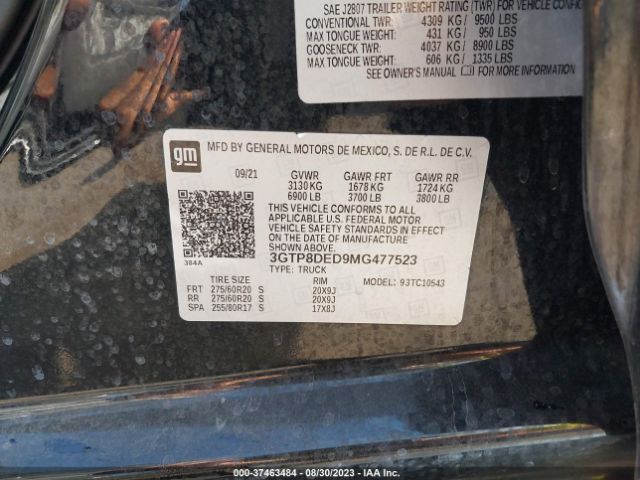 SAE J2807 TRAILER WEIGHT RATING (TWR) FOR VEHICLE CONFIG
CONVENTIONAL TWR: 4309 KG / 9500 LBS
MAX TONGUE WEIGHT: 431 KG / 950 LBS
GOOSENECK TWR: 4037 KG / 8900 LBS
MAX TONGUE WEIGHT: 606 KG / 1335 LBS
SEE OWNER'S MANUAL FOR MORE INFORMATION
gm
MFD BY GENERAL MOTORS DE MEXICO, S. DE R.L. DE C.V.
09/21 GVWR GAWR FRT GAWR RR
3130 KG 1678 KG 1724 KG
6900 LB 3700 LB 3800 LB
THIS VEHICLE CONFORMS TO ALL
APPLICABLE U.S. FEDERAL MOTOR
VEHICLE SAFETY STANDARDS IN EFFECT
ON THE DATE OF MANUFACTURE SHOWN ABOVE.
384A
3GTP8DED9MG477523
TYPE: TRUCK MODEL: 93TC10543
TIRE SIZE RIM
FRT 275/60R20 S 20X9J
RR 275/60R20 S 20X9J
SPA 255/80R17 S 17X8J
000-37463484 - 08/30/2023 - IAA Inc.